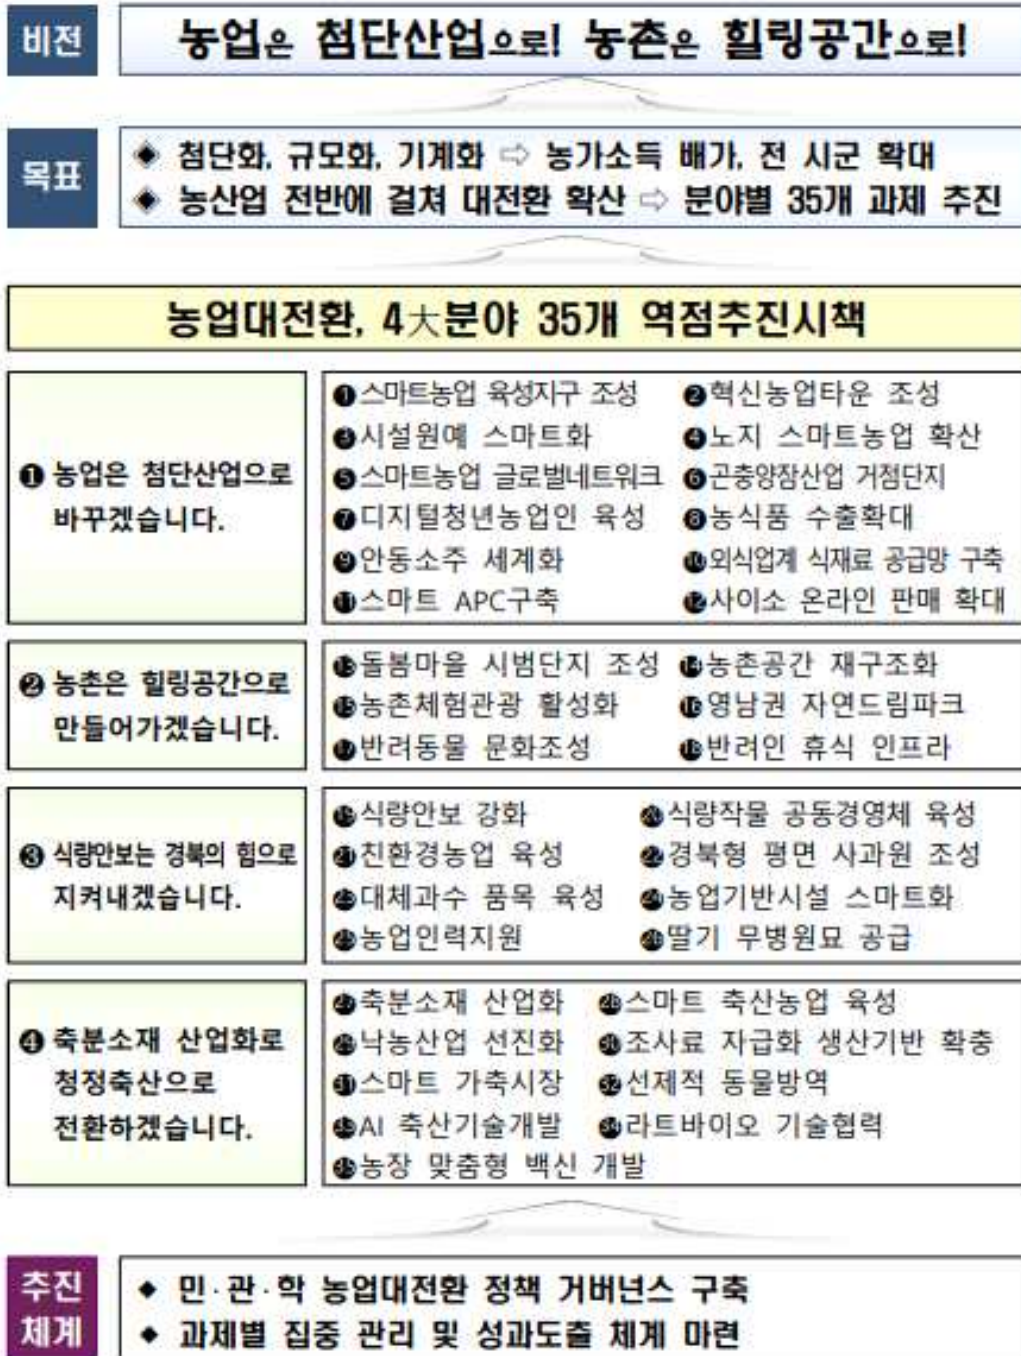 비전
농업은 첨단산업으로! 농촌은 힐링공간으로!
목표
◈ 첨단화, 규모화, 기계화 ⇨ 농가소득 배가, 전 시군 확대
◈ 농산업 전반에 걸쳐 대전환 확산 ⇨ 분야별 35개 과제 추진
농업대전환, 4大분야 35개 역점추진시책
❶ 농업은 첨단산업으로
바꾸겠습니다.
❶스마트농업 육성지구 조성 ❷혁신농업타운 조성
❸시설원예 스마트화 ❹노지 스마트농업 확산
❺스마트농업 글로벌네트워크 ❻곤충양잠산업 거점단지
❼디지털청년농업인 육성 ❽농식품 수출확대
❾안동소주 세계화 ❿외식업계 식재료 공급망 구축
⓫스마트 APC구축 ⓬사이소 온라인 판매 확대
❷ 농촌은 힐링공간으로
만들어가겠습니다.
⓭돌봄마을 시범단지 조성 ⓮농촌공간 재구조화
⓯농촌체험관광 활성화 ⓰영남권 자연드림파크
⓱반려동물 문화조성 ⓲반려인 휴식 인프라
❸ 식량안보는 경북의 힘으로
지켜내겠습니다.
⓳식량안보 강화 ⓴식량작물 공동경영체 육성
㉑친환경농업 육성 ㉒경북형 평면 사과원 조성
㉓대체과수 품목 육성 ㉔농업기반시설 스마트화
㉕농업인력지원 ㉖딸기 무병원묘 공급
❹ 축분소재 산업화로
청정축산으로
전환하겠습니다.
㉗축분소재 산업화 ㉘스마트 축산농업 육성
㉙낙농산업 선진화 ㉚조사료 자급화 생산기반 확충
㉛스마트 가축시장 ㉜선제적 동물방역
㉝AI 축산기술개발 ㉞라트바이오 기술협력
㉟농장 맞춤형 백신 개발
추진
체계
◆ 민·관·학 농업대전환 정책 거버넌스 구축
◆ 과제별 집중 관리 및 성과도출 체계 마련